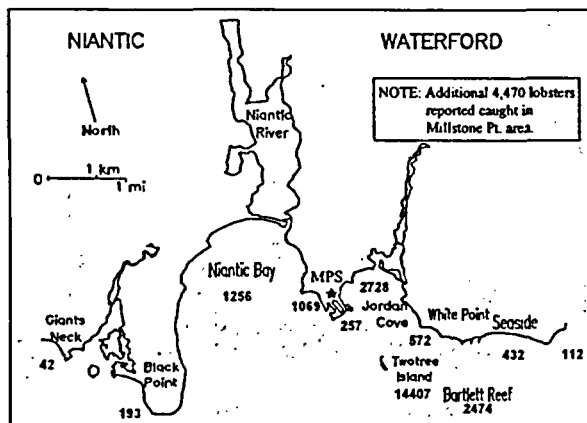 NIANTIC
WATERFORD
NOTE: Additional 4,470 lobsters
reported caught in
Millstone Pt. area.
Niantic
River
North
0
1 km
1 mi
Niantic Bay
1256
MPS
1069
2728
257
Jordan
Cove
White Point
Seaside
572
432
112
Giants
Neck
42
0
Black
Point
193
Twotree
Island
14407
Bartlett Reef
2474